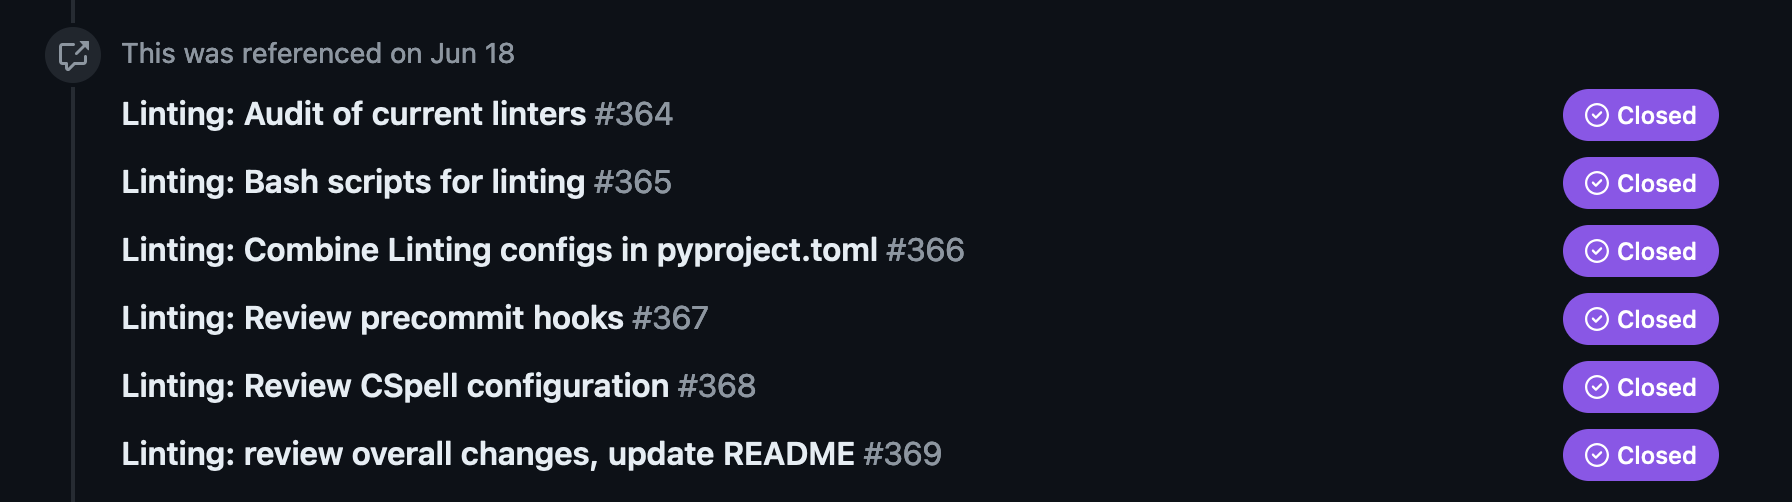 This was referenced on Jun 18
Linting: Audit of current linters #364 Closed
Linting: Bash scripts for linting #365 Closed
Linting: Combine Linting configs in pyproject.toml #366 Closed
Linting: Review precommit hooks #367 Closed
Linting: Review CSpell configuration #368 Closed
Linting: review overall changes, update README #369 Closed